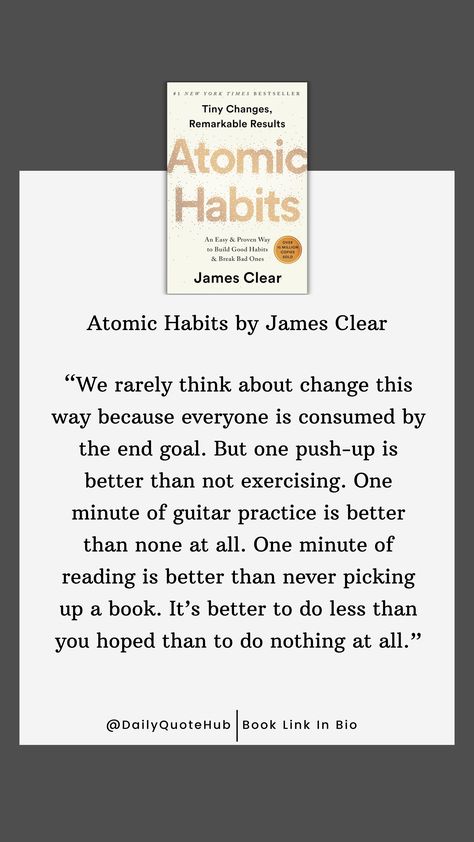 #1 NEW YORK TIMES BESTSELLER
Tiny Changes,
Remarkable Results
Atomic
Habits
An Easy & Proven Way
to Build Good Habits
& Break Bad Ones
OVER
10 MILLION
COPIES
SOLD
James Clear
Atomic Habits by James Clear
“We rarely think about change this
way because everyone is consumed by
the end goal. But one push-up is
better than not exercising. One
minute of guitar practice is better
than none at all. One minute of
reading is better than never picking
up a book. It’s better to do less than
you hoped than to do nothing at all.”
@DailyQuoteHub|Book Link In Bio